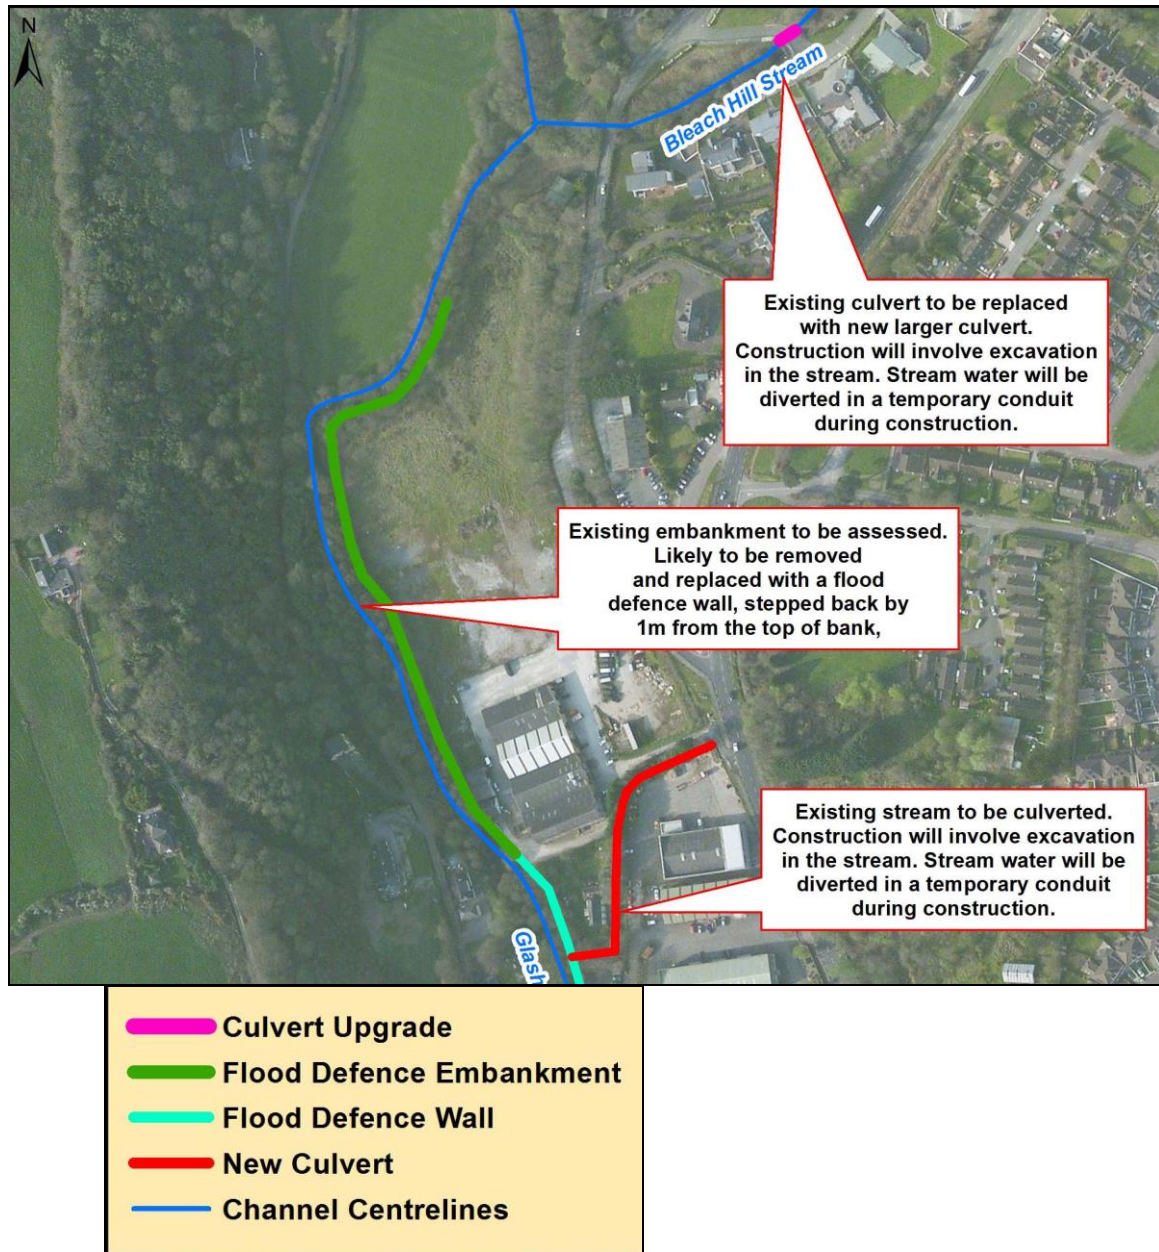 N
Bleach Hill Stream
Existing culvert to be replaced
with new larger culvert.
Construction will involve excavation
in the stream. Stream water will be
diverted in a temporary conduit
during construction.
Existing embankment to be assessed.
Likely to be removed
and replaced with a flood
defence wall, stepped back by
1m from the top of bank,
Existing stream to be culverted.
Construction will involve excavation
in the stream. Stream water will be
diverted in a temporary conduit
during construction.
Glash
Culvert Upgrade
Flood Defence Embankment
Flood Defence Wall
New Culvert
Channel Centrelines